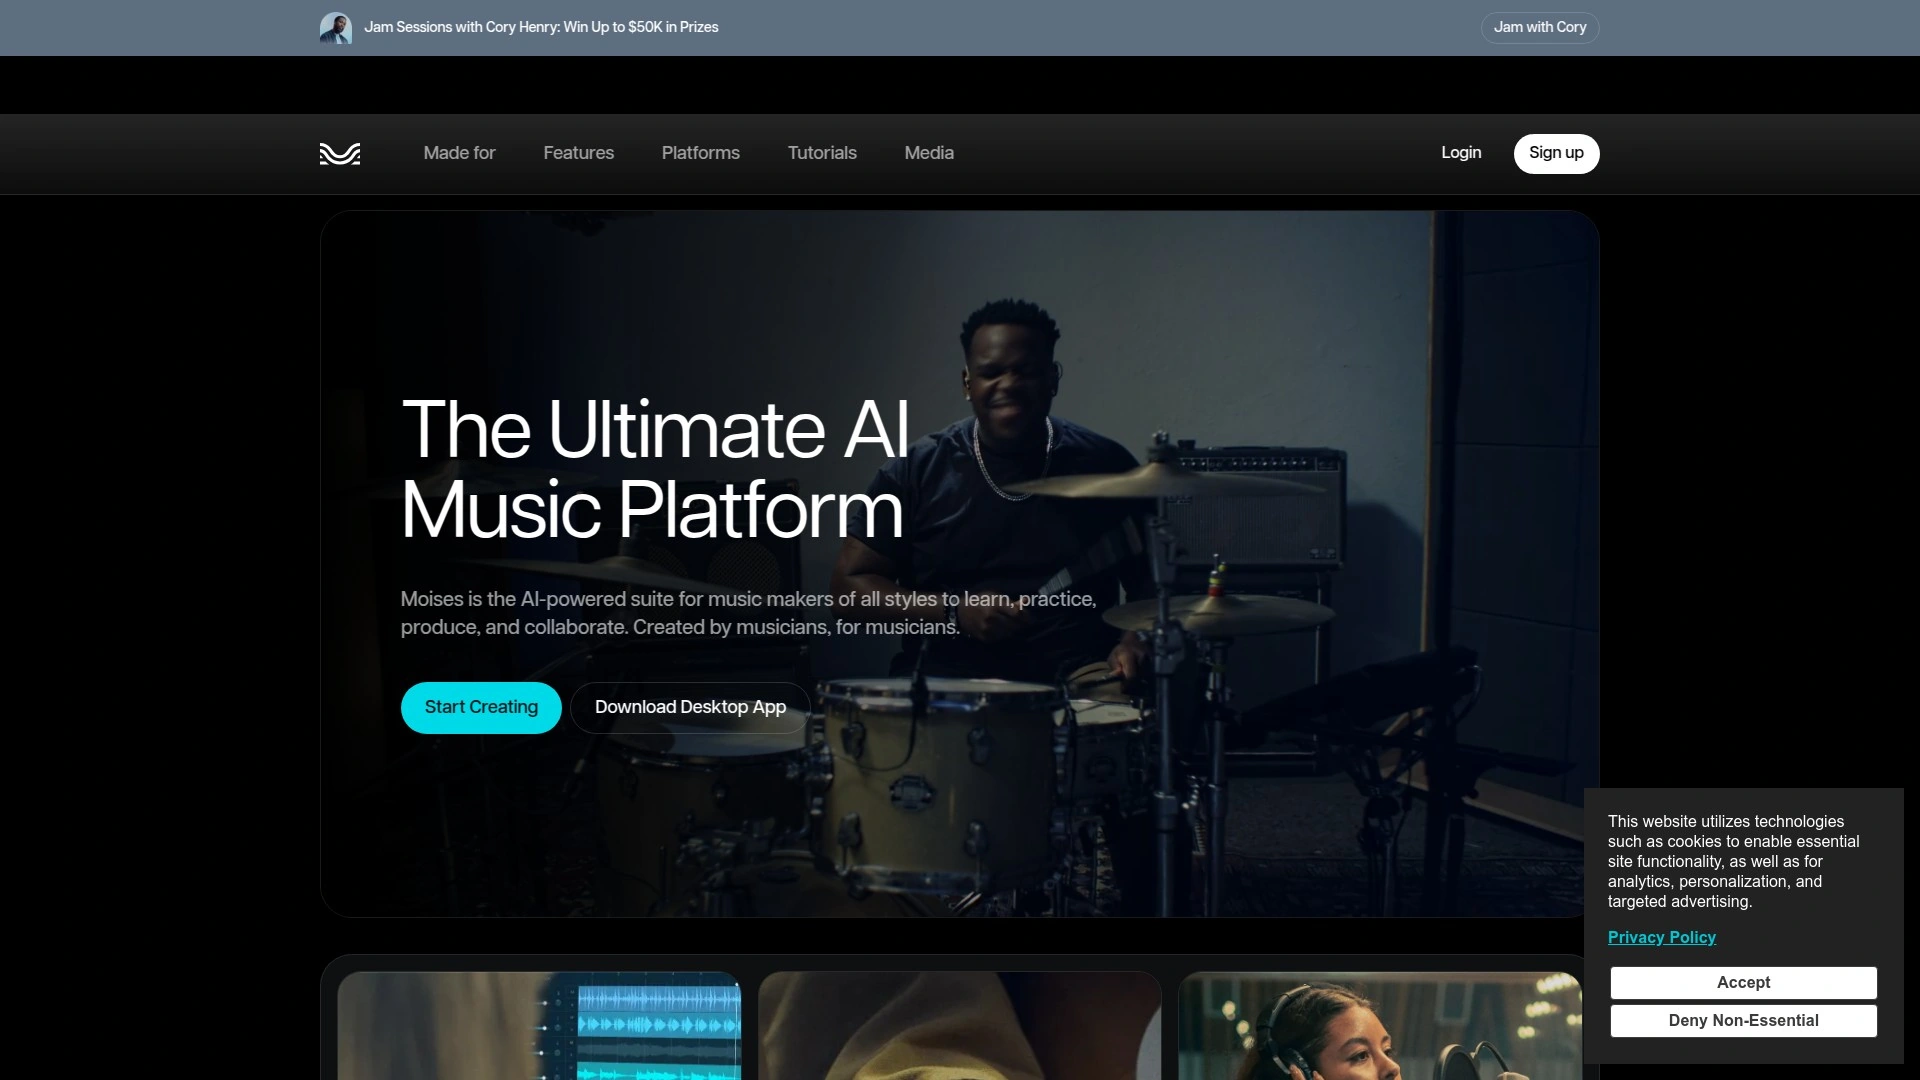 Jam Sessions with Cory Henry: Win Up to $50K in Prizes
Jam with Cory
Made for
Features
Platforms
Tutorials
Media
Login
Sign up
The Ultimate AI
Music Platform
Moises is the AI-powered suite for music makers of all styles to learn, practice,
produce, and collaborate. Created by musicians, for musicians.
Start Creating
Download Desktop App
This website utilizes technologies
such as cookies to enable essential
site functionality, as well as for
analytics, personalization, and
targeted advertising.
Privacy Policy
Accept
Deny Non-Essential